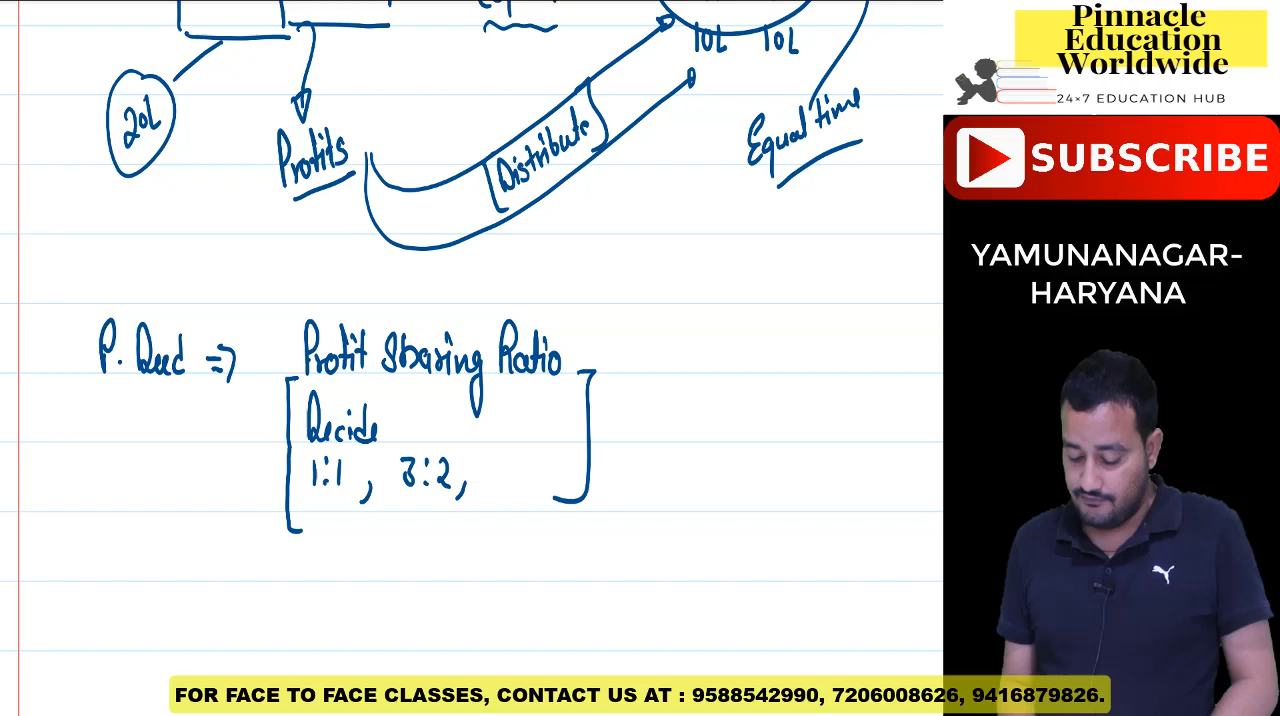 10L 10L
20L
Profits
[Distribute]
Equal time
P. Deed => Profit Sharing Ratio
Decide
1:1, 3:2,
Pinnacle
Education
Worldwide
24×7 EDUCATION HUB
SUBSCRIBE
YAMUNANAGAR-
HARYANA
FOR FACE TO FACE CLASSES, CONTACT US AT : 9588542990, 7206008626, 9416879826.